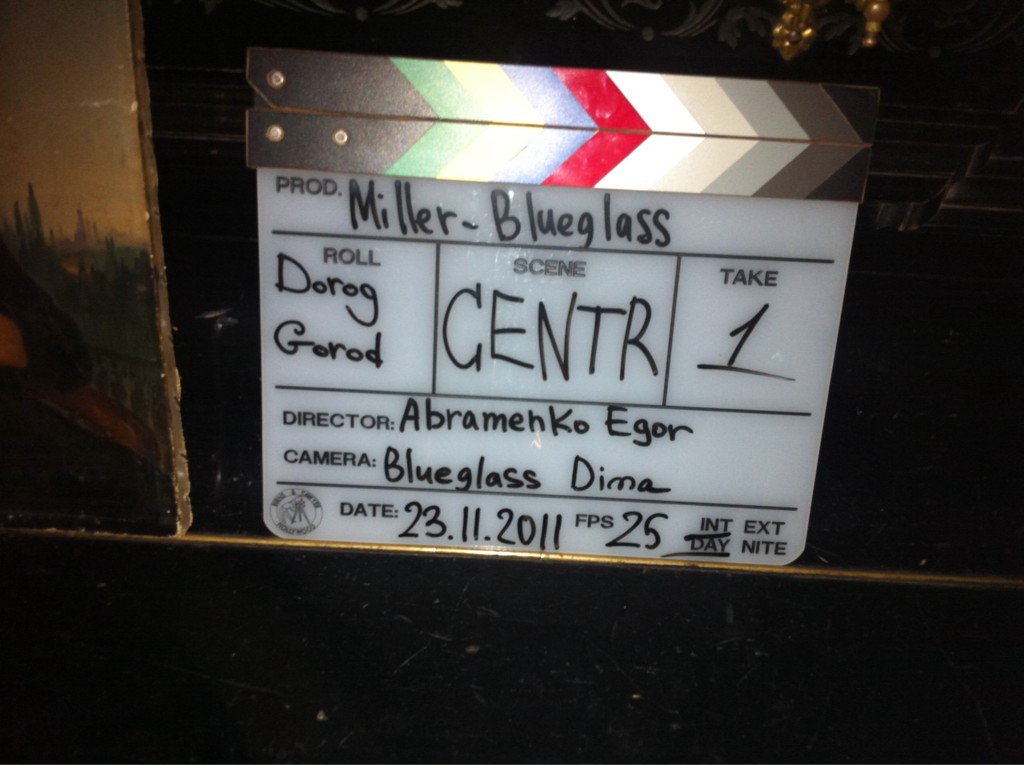 PROD. Miller- Blueglass
ROLL SCENE TAKE
Dorog
Gorod
CENTR
1
DIRECTOR: Abramenko Egor
CAMERA: Blueglass Dima
DATE: 23.11.2011 FPS 25 INT EXT
DAY NITE
HOLLYWOOD